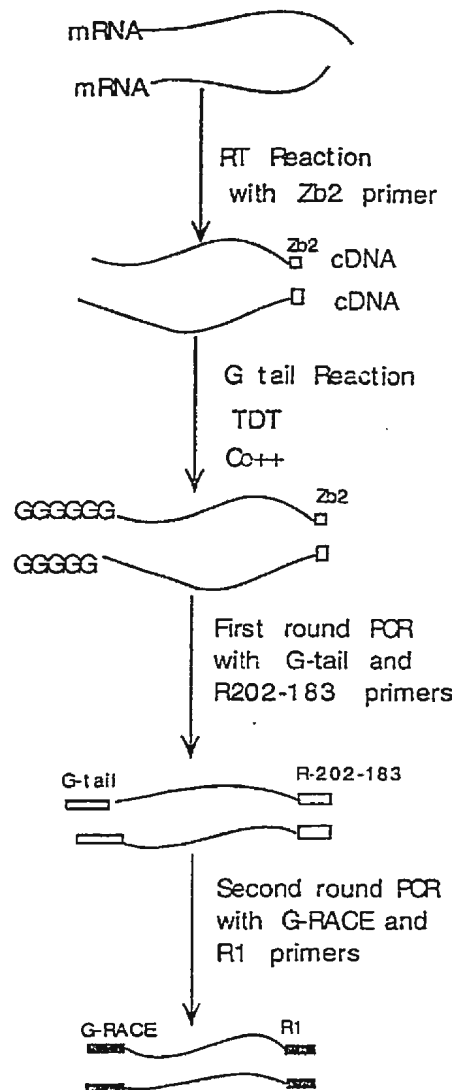 mRNA
mRNA
RT Reaction
with Zb2 primer
Zb2
cDNA
cDNA
G tail Reaction
TDT
Co++
GGGGGG
Zb2
GGGGG
First round PCR
with G-tail and
R202-183 primers
G-tail
R-202-183
Second round PCR
with G-RACE and
R1 primers
G-RACE
R1